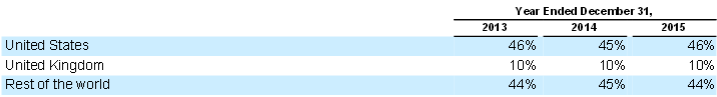 Year Ended December 31,
2013 2014 2015
United States 46% 45% 46%
United Kingdom 10% 10% 10%
Rest of the world 44% 45% 44%